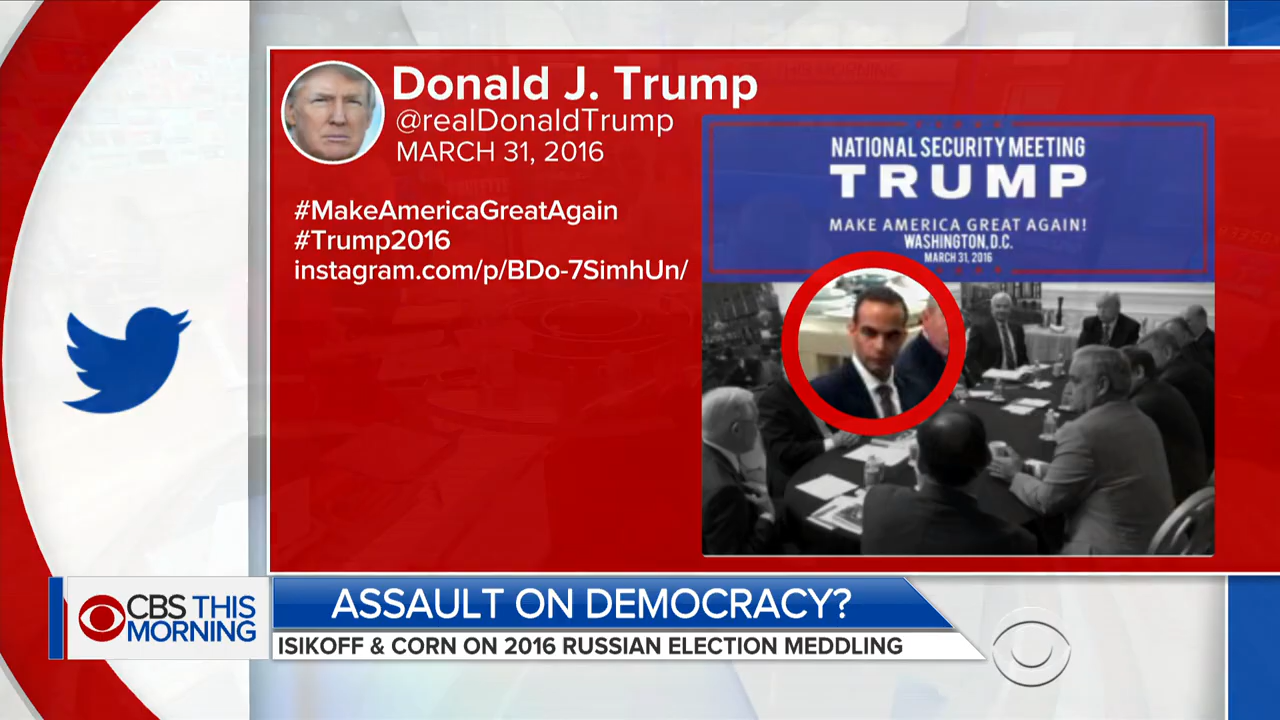 Donald J. Trump
@realDonaldTrump
MARCH 31, 2016
#MakeAmericaGreatAgain
#Trump2016
instagram.com/p/BDo-7SimhUn/
NATIONAL SECURITY MEETING
TRUMP
MAKE AMERICA GREAT AGAIN!
WASHINGTON, D.C.
MARCH 31, 2016
CBS THIS
MORNING
ASSAULT ON DEMOCRACY?
ISIKOFF & CORN ON 2016 RUSSIAN ELECTION MEDDLING